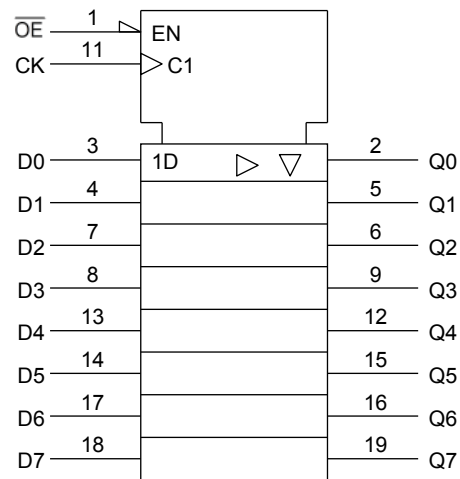 O̅E̅ 1 EN
CK 11 C1
D0 3 1D 2 Q0
D1 4 5 Q1
D2 7 6 Q2
D3 8 9 Q3
D4 13 12 Q4
D5 14 15 Q5
D6 17 16 Q6
D7 18 19 Q7